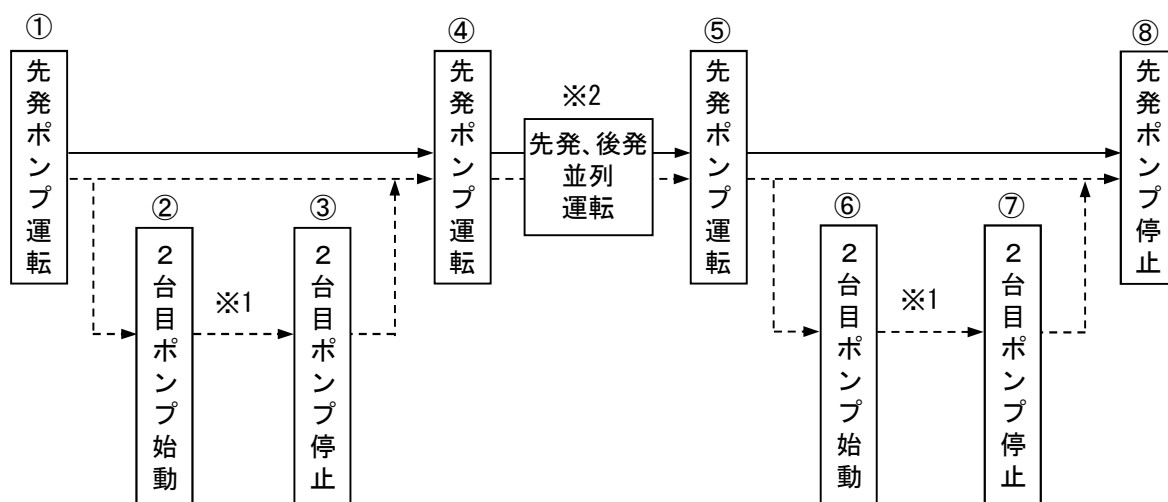 ①
先発ポンプ運転
②
2台目ポンプ始動
※1
③
2台目ポンプ停止
④
先発ポンプ運転
※2
先発、後発
並列
運転
⑤
先発ポンプ運転
⑥
2台目ポンプ始動
※1
⑦
2台目ポンプ停止
⑧
先発ポンプ停止